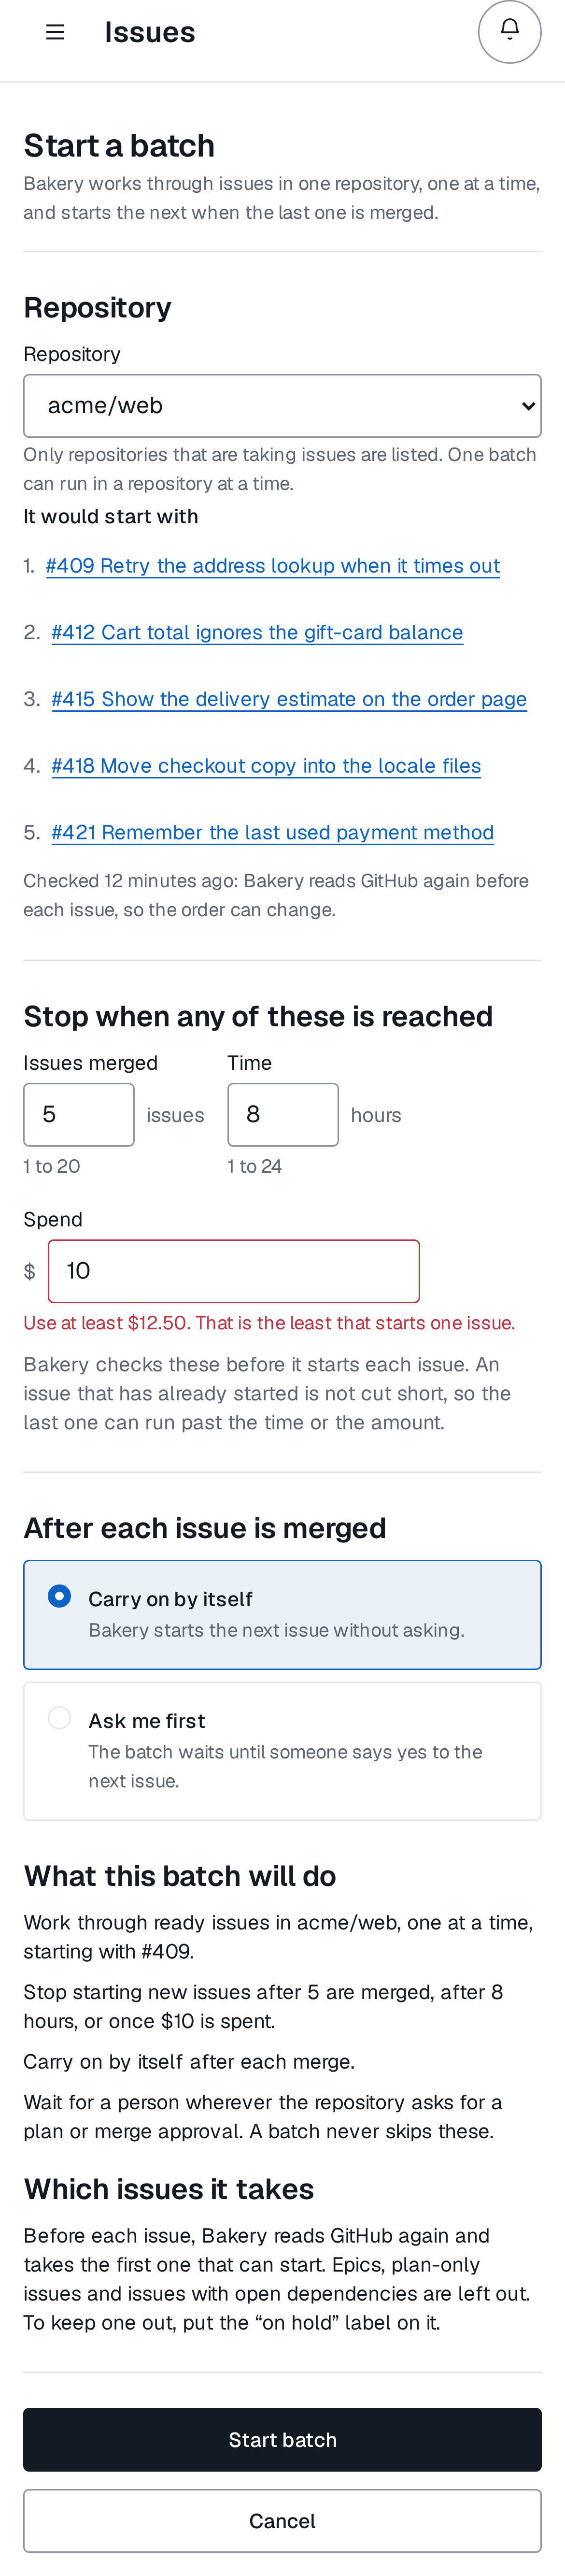 Issues
Start a batch
Bakery works through issues in one repository, one at a time,
and starts the next when the last one is merged.
Repository
Repository
acme/web
Only repositories that are taking issues are listed. One batch
can run in a repository at a time.
It would start with
1. #409 Retry the address lookup when it times out
2. #412 Cart total ignores the gift-card balance
3. #415 Show the delivery estimate on the order page
4. #418 Move checkout copy into the locale files
5. #421 Remember the last used payment method
Checked 12 minutes ago: Bakery reads GitHub again before
each issue, so the order can change.
Stop when any of these is reached
Issues merged Time
5 issues 8 hours
1 to 20 1 to 24
Spend
$ 10
Use at least $12.50. That is the least that starts one issue.
Bakery checks these before it starts each issue. An
issue that has already started is not cut short, so the
last one can run past the time or the amount.
After each issue is merged
Carry on by itself
Bakery starts the next issue without asking.
Ask me first
The batch waits until someone says yes to the
next issue.
What this batch will do
Work through ready issues in acme/web, one at a time,
starting with #409.
Stop starting new issues after 5 are merged, after 8
hours, or once $10 is spent.
Carry on by itself after each merge.
Wait for a person wherever the repository asks for a
plan or merge approval. A batch never skips these.
Which issues it takes
Before each issue, Bakery reads GitHub again and
takes the first one that can start. Epics, plan-only
issues and issues with open dependencies are left out.
To keep one out, put the “on hold” label on it.
Start batch
Cancel